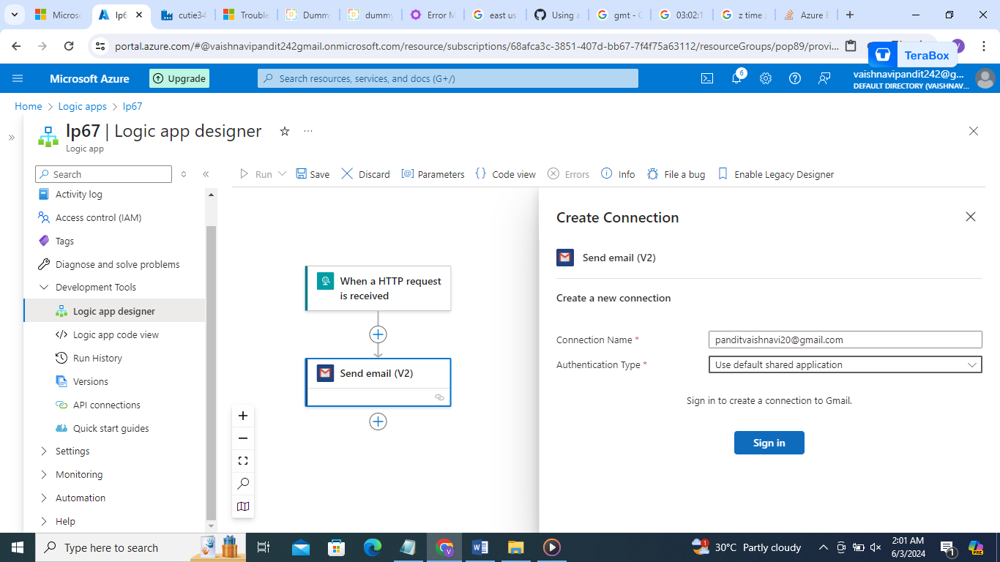 Microso
lp6
cutie34
Trouble
Dummy
dummy
Error M
east us
Using a
gmt - G
03:02:1
z time
Azure E
portal.azure.com/#@vaishnavipandit242gmail.onmicrosoft.com/resource/subscriptions/68afca3c-3851-407d-bb67-7f4f75a63112/resourceGroups/pop89/provi...
V
TeraBox
Microsoft Azure
Upgrade
Search resources, services, and docs (G+/)
6
vaishnavipandit242@g...
DEFAULT DIRECTORY (VAISHNAV...
Home > Logic apps > lp67
lp67 | Logic app designer
Logic app
Search
Run
Save
Discard
Parameters
Code view
Errors
Info
File a bug
Enable Legacy Designer
Activity log
Access control (IAM)
Tags
Diagnose and solve problems
Development Tools
Logic app designer
Logic app code view
Run History
Versions
API connections
Quick start guides
Settings
Monitoring
Automation
Help
When a HTTP request
is received
Send email (V2)
Create Connection
Send email (V2)
Create a new connection
Connection Name *
panditvaishnavi20@gmail.com
Authentication Type *
Use default shared application
Sign in to create a connection to Gmail.
Sign in
Type here to search
30°C Partly cloudy
2:01 AM
6/3/2024
1
PRE